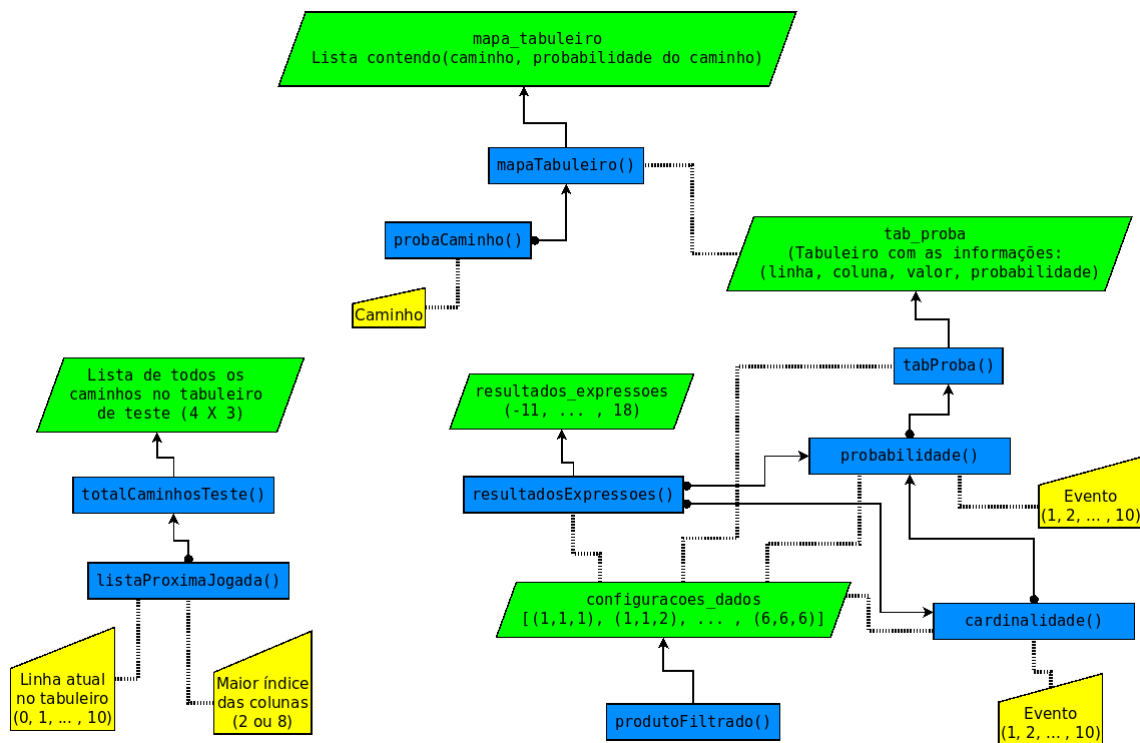 mapa_tabuleiro
Lista contendo(caminho, probabilidade do caminho)
mapaTabuleiro()
probaCaminho()
Caminho
tab_proba
(Tabuleiro com as informações:
(linha, coluna, valor, probabilidade)
tabProba()
Lista de todos os
caminhos no tabuleiro
de teste (4 X 3)
resultados_expressoes
(-11, ... , 18)
probabilidade()
totalCaminhosTeste()
resultadosExpressoes()
Evento
(1, 2, ... , 10)
listaProximaJogada()
configuracoes_dados
[(1,1,1), (1,1,2), ... , (6,6,6)]
cardinalidade()
Linha atual
no tabuleiro
(0, 1, ... , 10)
Maior índice
das colunas
(2 ou 8)
produtoFiltrado()
Evento
(1, 2, ... , 10)